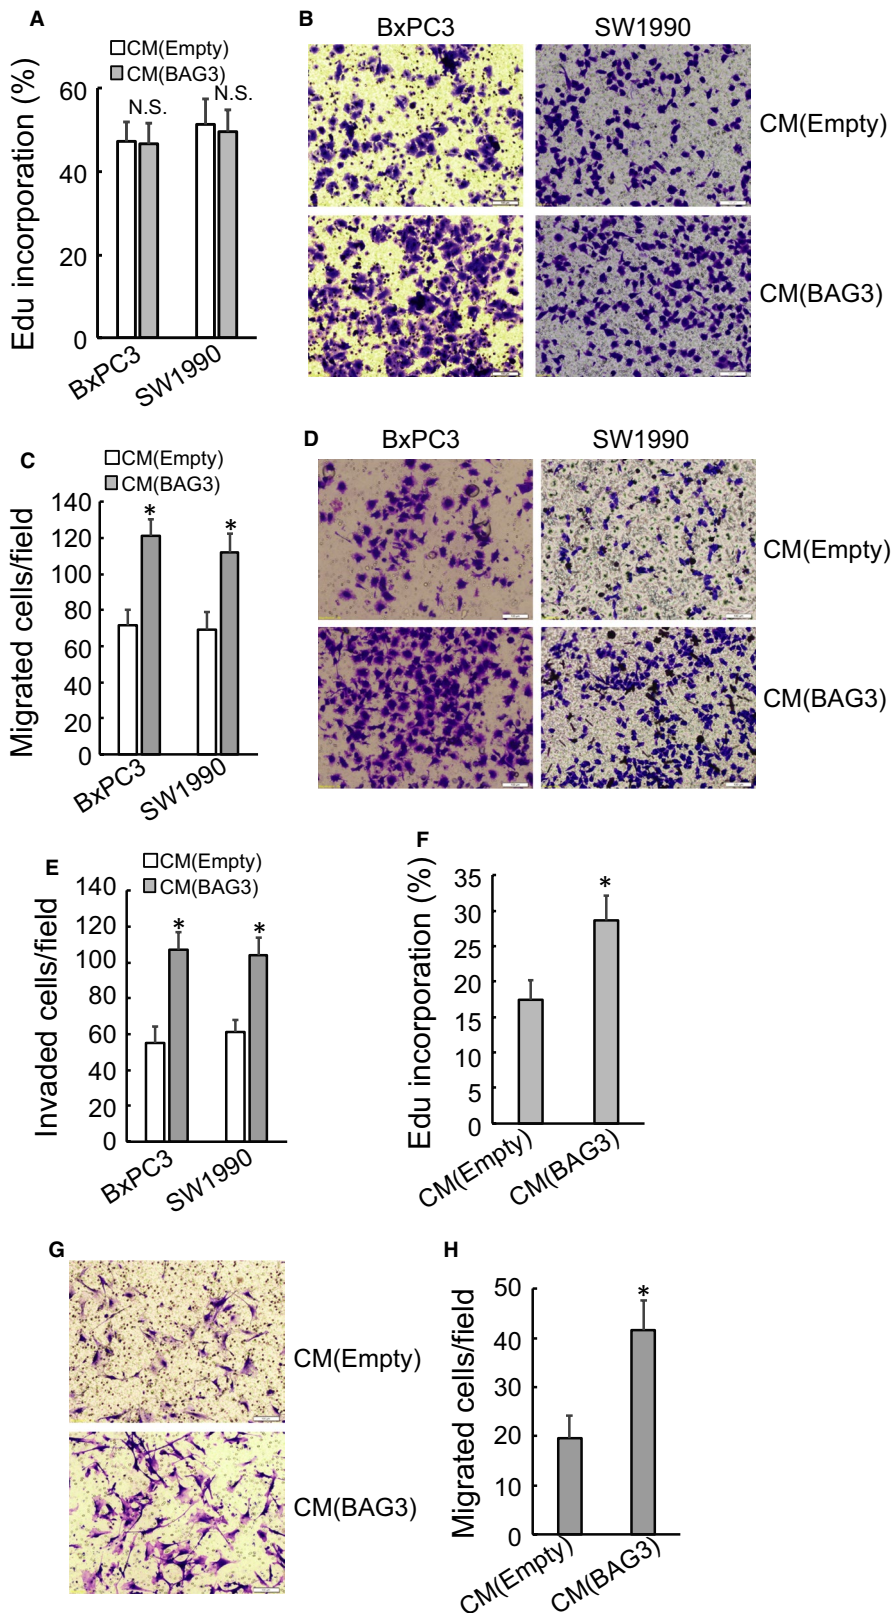 A
CM(Empty)
CM(BAG3)
Edu incorporation (%)
60
40
20
0
N.S.
N.S.
BxPC3
SW1990
B
BxPC3
SW1990
CM(Empty)
CM(BAG3)
C
CM(Empty)
CM(BAG3)
Migrated cells/field
140
120
100
80
60
40
20
0
*
*
BxPC3
SW1990
D
BxPC3
SW1990
CM(Empty)
CM(BAG3)
E
CM(Empty)
CM(BAG3)
Invaded cells/field
140
120
100
80
60
40
20
0
*
*
BxPC3
SW1990
F
Edu incorporation (%)
35
30
25
20
15
10
5
0
*
CM(Empty)
CM(BAG3)
G
CM(Empty)
CM(BAG3)
H
Migrated cells/field
50
40
30
20
10
0
*
CM(Empty)
CM(BAG3)